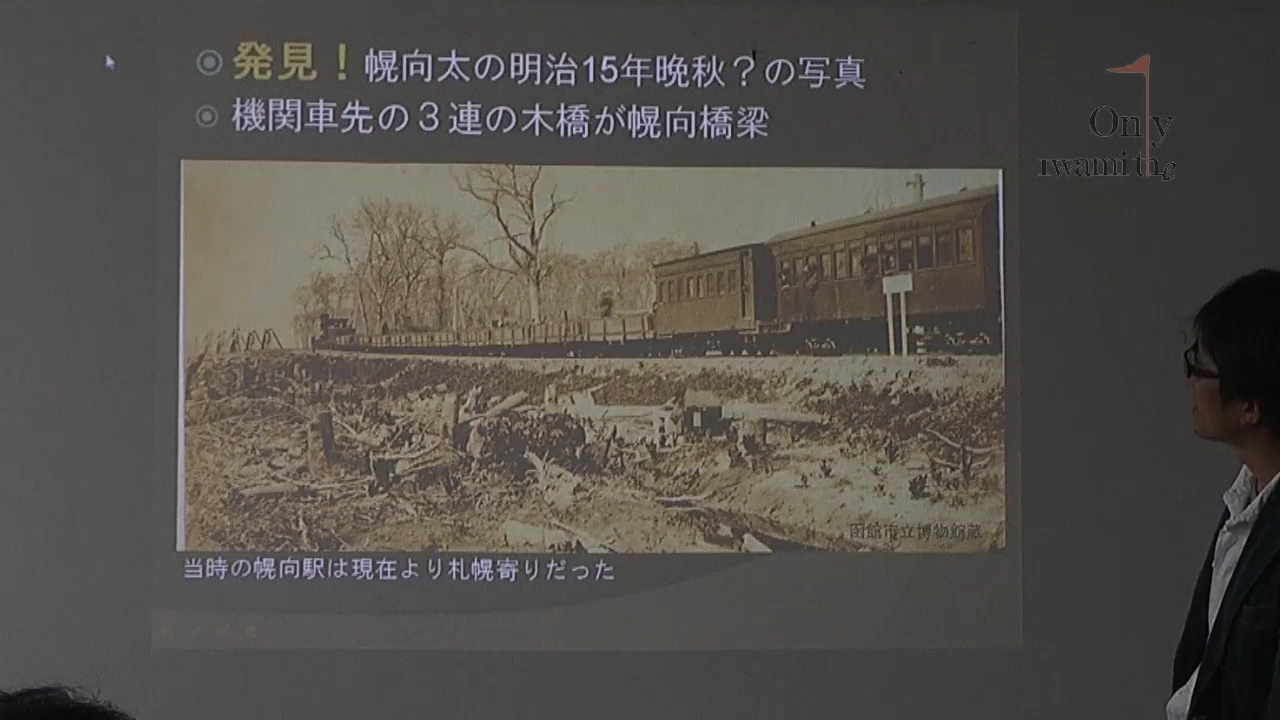 発見！幌向太の明治15年晩秋？の写真
機関車先の３連の木橋が幌向橋梁
函館市立博物館蔵
当時の幌向駅は現在より札幌寄りだった
Only
ıwamithe